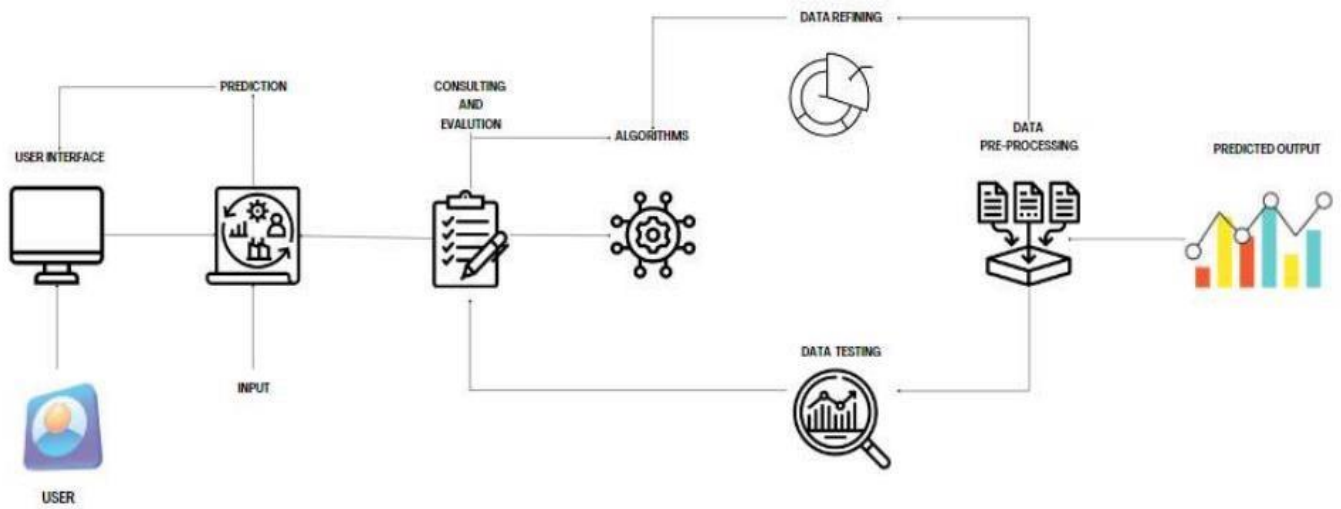 DATA REFINING
PREDICTION
CONSULTING
AND
EVALUTION
ALGORITHMS
DATA
PRE-PROCESSING
USER INTERFACE
PREDICTED OUTPUT
DATA TESTING
INPUT
USER